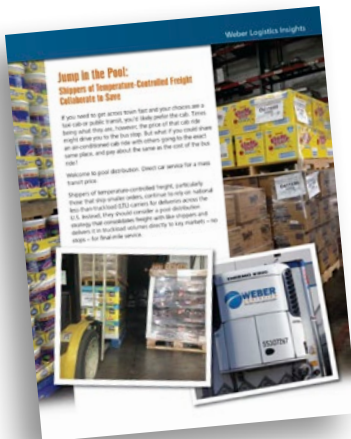 Weber Logistics Insights
Jump in the Pool:
Shippers of Temperature-Controlled Freight
Collaborate to Save
If you need to get across town fast and your choices are a
taxi cab or public transit, you'd likely prefer the cab. Times
being what they are, however, the price of that cab ride
might drive you to the bus stop. But what if you could share
an air-conditioned cab ride with others going to the exact
same place, and pay about the same as the cost of the bus
ride?
Welcome to pool distribution. Direct cab service for a mass
transit price.
Shippers of temperature-controlled freight, particularly
those that ship smaller orders, continue to rely on national
less-than-truckload (LTL) carriers for deliveries across the
U.S. Instead, they should consider a pool distribution
strategy that consolidates freight with like shippers and
delivers it in truckload volumes directly to key markets – no
stops – for final-mile service.
WEBER